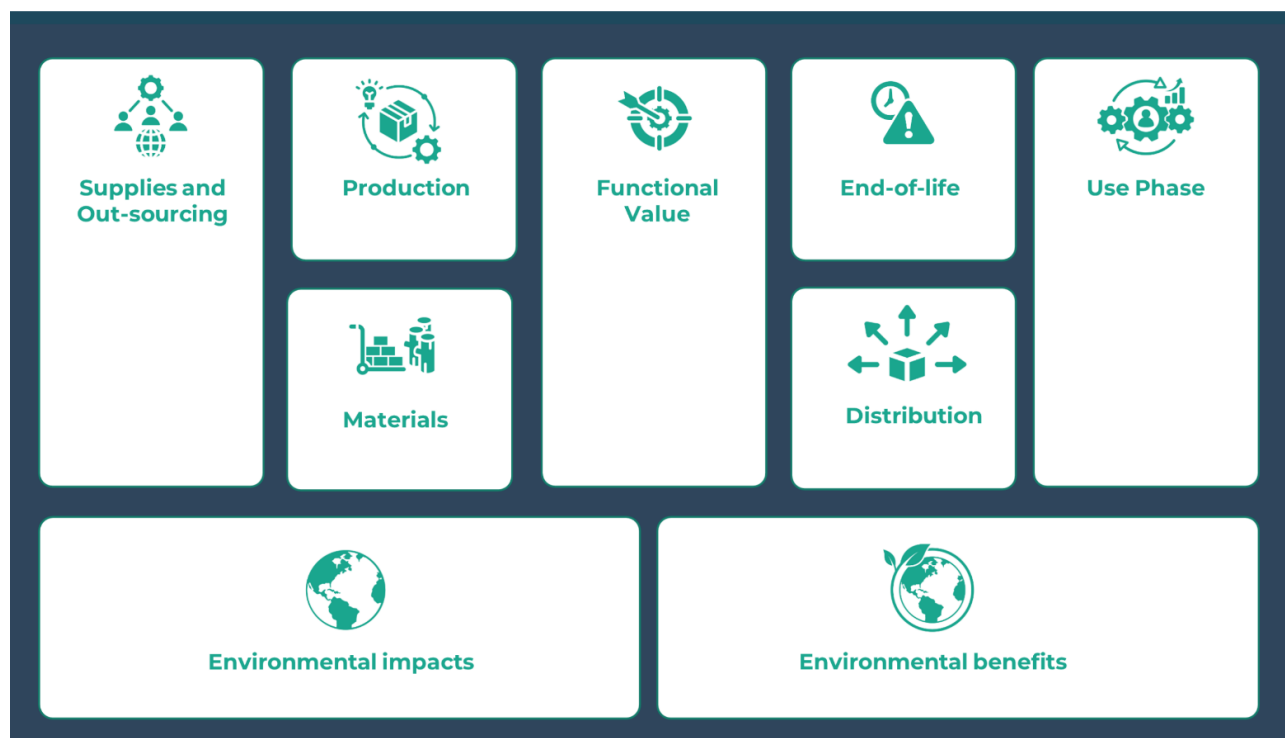 Supplies and
Out-sourcing
Production
Functional
Value
End-of-life
Use Phase
Materials
Distribution
Environmental impacts
Environmental benefits